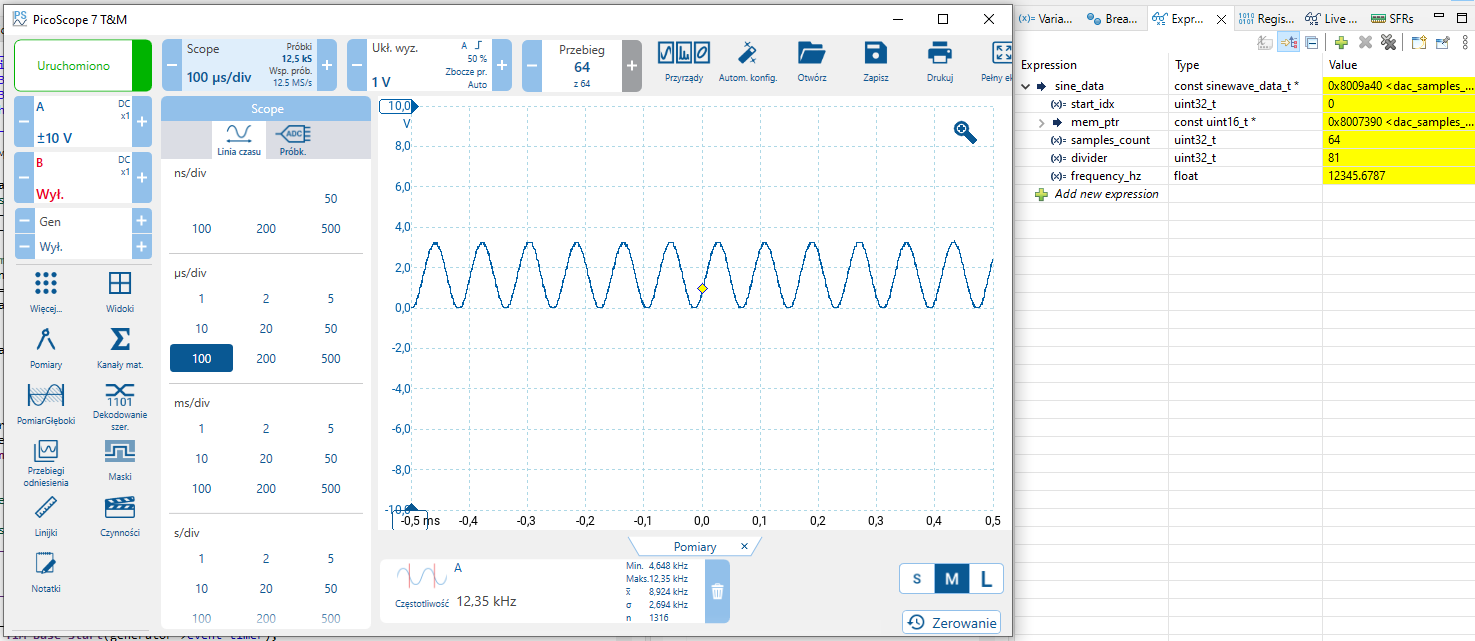 PicoScope 7 T&M
Uruchomiono
Scope
100 µs/div
Próbki
12,5 kS
Wsp. prób.
12.5 MS/s
Ukł. wyz.
1 V
A
50 %
Zbocze pr.
Auto
Przebieg
64
z 64
Przyrządy
Autom. konfig.
Otwórz
Zapisz
Drukuj
Pełny ek
A
DC
x1
±10 V
B
DC
x1
Wył.
Gen
Wył.
Więcej...
Widoki
Pomiary
Kanały mat.
PomiarGłęboki
1101
Dekodowanie
szer.
Przebiegi
odniesienia
Maski
Linijki
Czynności
Notatki
Scope
Linia czasu
ADC
Próbk.
ns/div
50
100 200 500
µs/div
1 2 5
10 20 50
100 200 500
ms/div
1 2 5
10 20 50
100 200 500
s/div
1 2 5
10 20 50
100 200 500
10,0
V
8,0
6,0
4,0
2,0
0,0
-2,0
-4,0
-6,0
-8,0
-10,0
-0,5 ms -0,4 -0,3 -0,2 -0,1 0,0 0,1 0,2 0,3 0,4 0,5
Pomiary
A
Częstotliwość 12,35 kHz
Min. 4,648 kHz
Maks. 12,35 kHz
x̄ 8,924 kHz
σ 2,694 kHz
n 1316
S M L
Zerowanie
(x)= Varia... Brea... Expr... Regis... Live ... SFRs
Expression Type Value
sine_data const sinewave_data_t * 0x8009a40 <dac_samples_...
(x)= start_idx uint32_t 0
mem_ptr const uint16_t * 0x8007390 <dac_samples_...
(x)= samples_count uint32_t 64
(x)= divider uint32_t 81
(x)= frequency_hz float 12345.6787
Add new expression